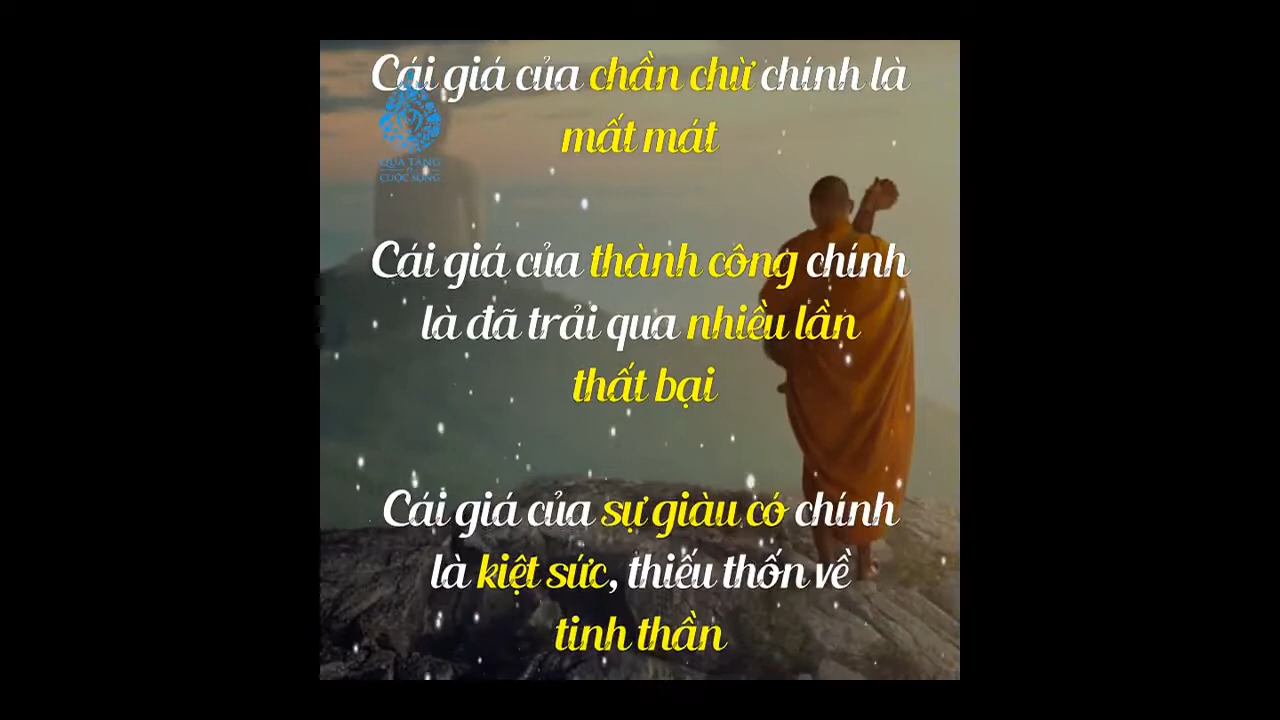 Cái giá của chần chừ chính là
mất mát
QUÀ TẶNG
CUỘC SỐNG
Cái giá của thành công chính
là đã trải qua nhiều lần
thất bại
Cái giá của sự giàu có chính
là kiệt sức, thiếu thốn về
tinh thần